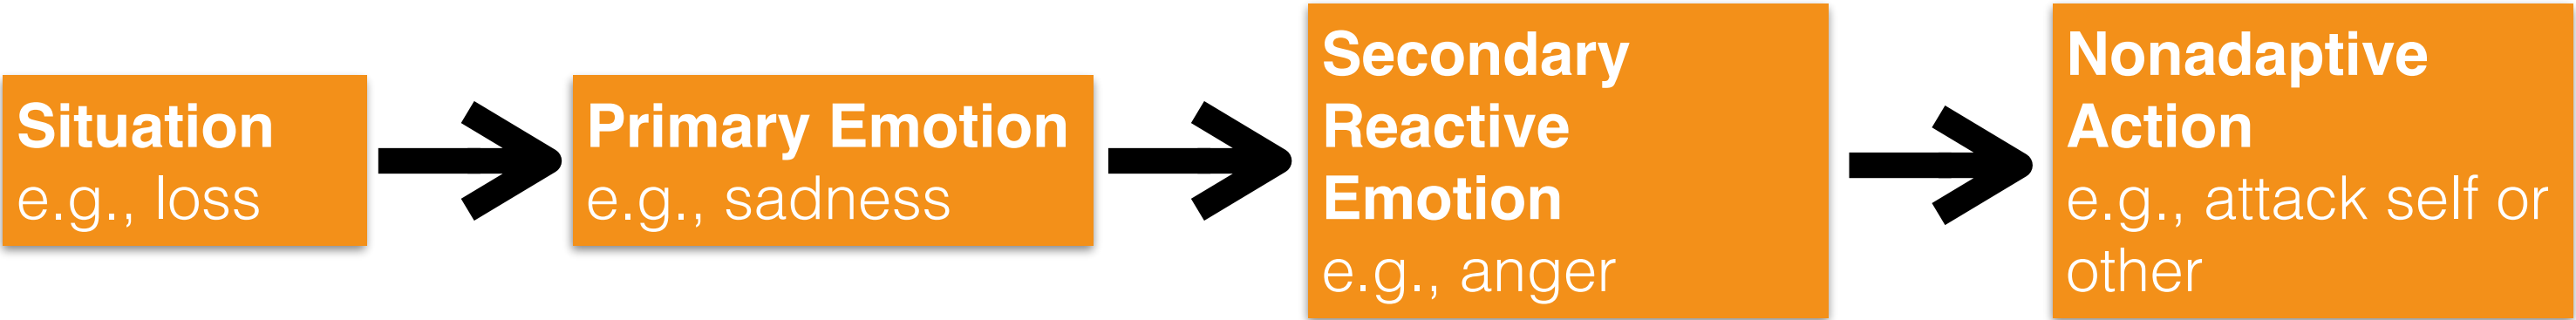 Situation
e.g., loss
Primary Emotion
e.g., sadness
Secondary
Reactive
Emotion
e.g., anger
Nonadaptive
Action
e.g., attack self or
other